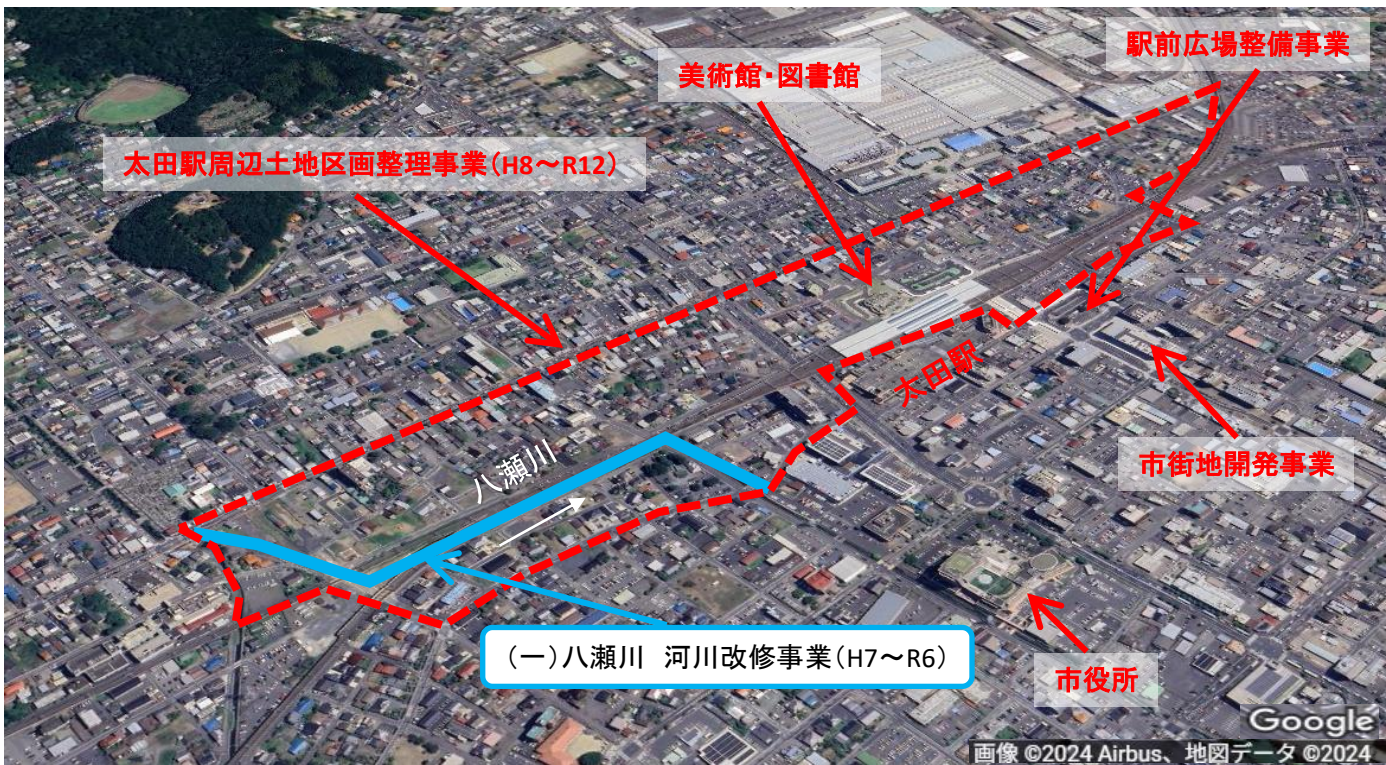 駅前広場整備事業
美術館・図書館
太田駅周辺土地区画整理事業(H8～R12)
太田駅
市街地開発事業
八瀬川
(一)八瀬川　河川改修事業(H7～R6)
市役所
Google
画像 ©2024 Airbus、地図データ ©2024